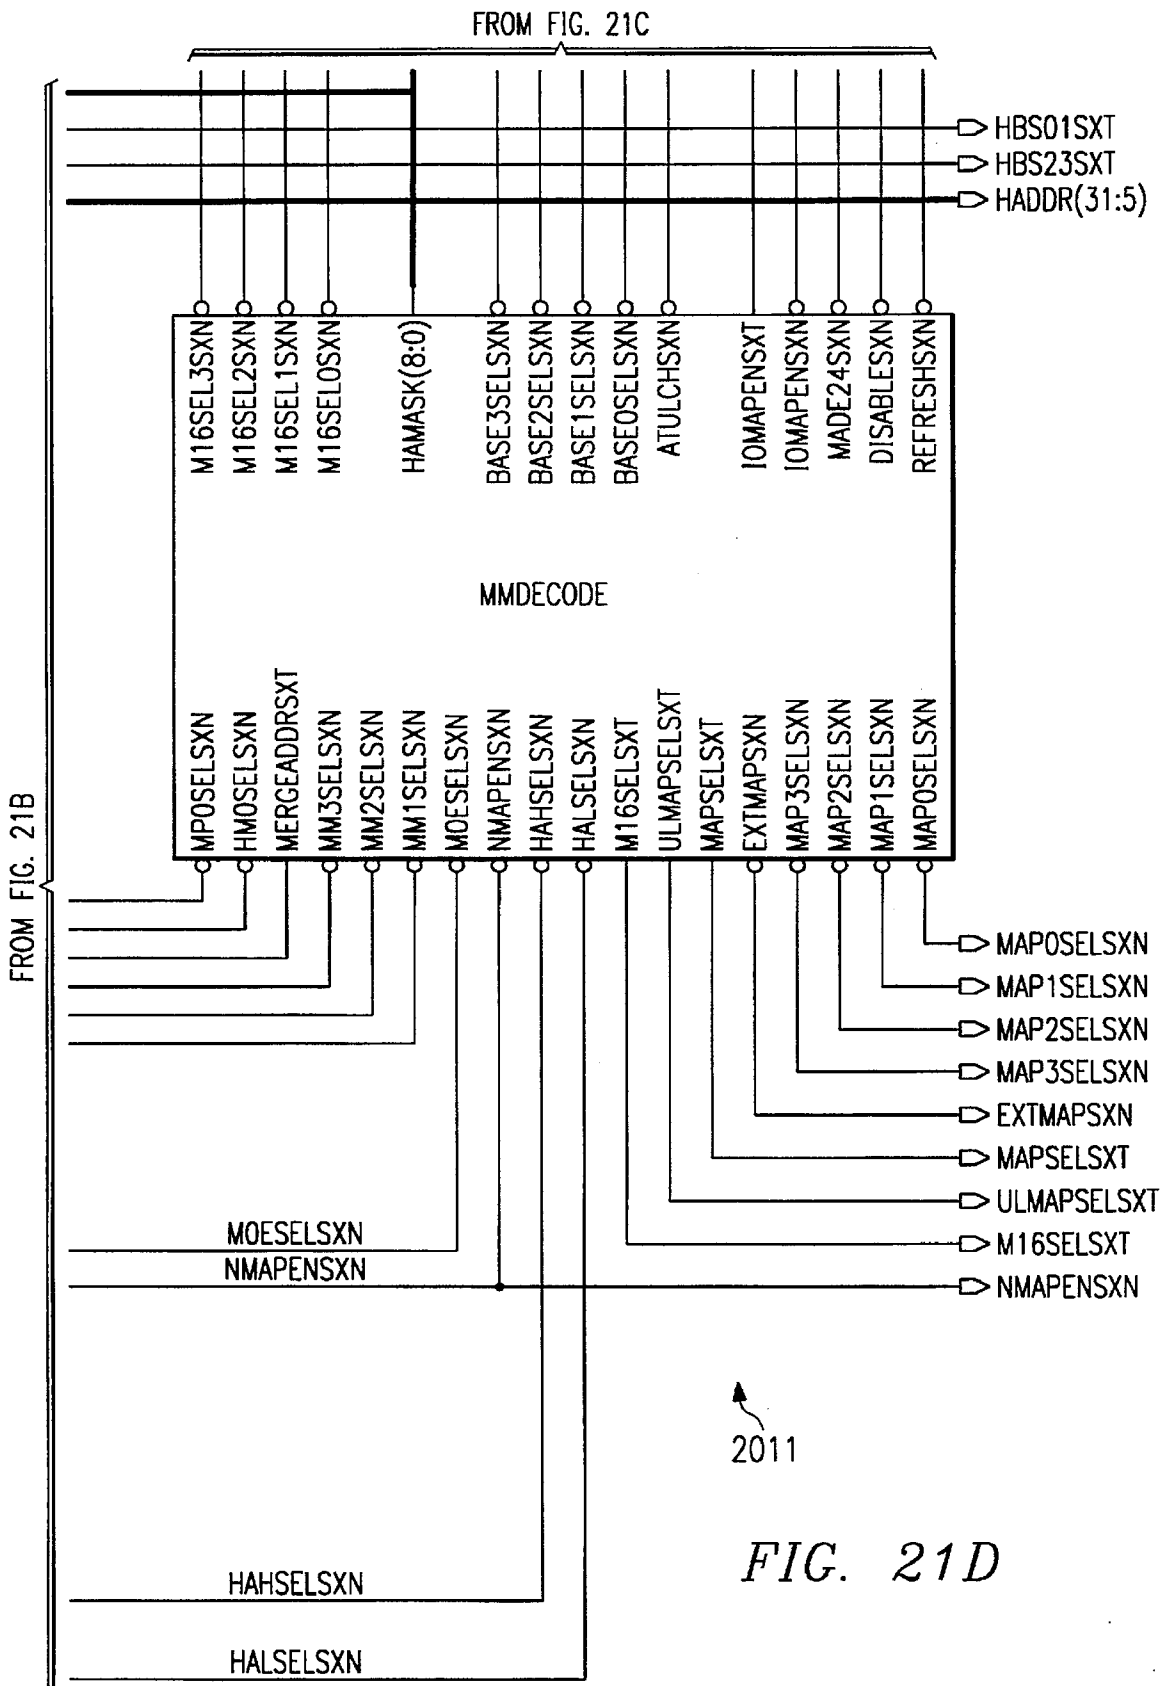 FROM FIG. 21C
HBS01SXT
HBS23SXT
HADDR(31:5)
M16SEL3SXN
M16SEL2SXN
M16SEL1SXN
M16SEL0SXN
HAMASK(8:0)
BASE3SELSXN
BASE2SELSXN
BASE1SELSXN
BASE0SELSXN
ATULCHSXN
IOMAPENSXT
IOMAPENSXN
MADE24SXN
DISABLESXN
REFRESHSXN
MMDECODE
MP0SELSXN
HM0SELSXN
MERGEADDRSXT
MM3SELSXN
MM2SELSXN
MM1SELSXN
MOESELSXN
NMAPENSXN
HAHSELSXN
HALSELSXN
M16SELSXT
ULMAPSELSXT
MAPSELSXT
EXTMAPSXN
MAP3SELSXN
MAP2SELSXN
MAP1SELSXN
MAP0SELSXN
FROM FIG. 21B
MAP0SELSXN
MAP1SELSXN
MAP2SELSXN
MAP3SELSXN
EXTMAPSXN
MAPSELSXT
ULMAPSELSXT
M16SELSXT
NMAPENSXN
MOESELSXN
NMAPENSXN
2011
HAHSELSXN
HALSELSXN
FIG. 21D